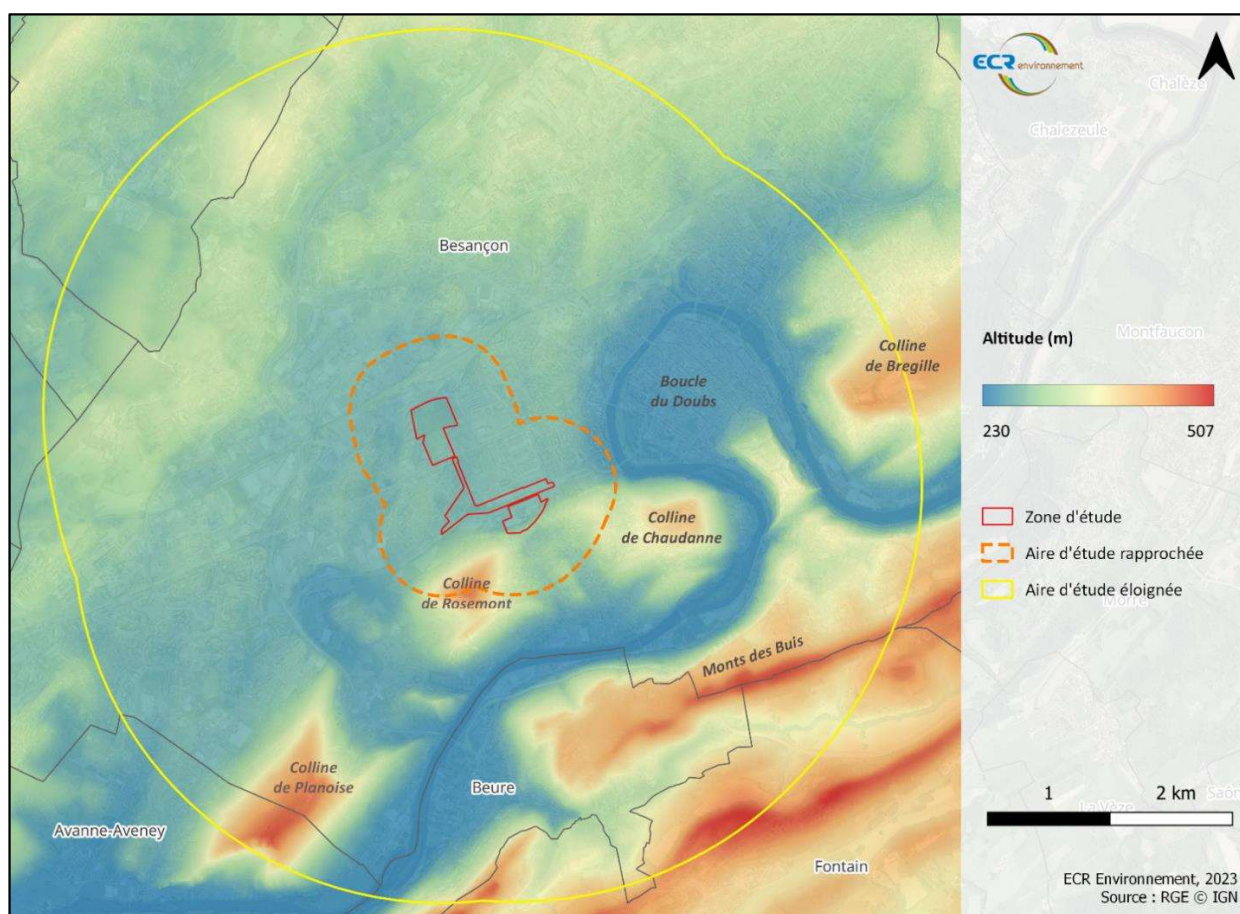 Besançon
Colline
de Bregille
Boucle
du Doubs
Colline
de Chaudanne
Colline
de Rosemont
Monts des Buis
Colline
de Planoise
Beure
Avanne-Aveney
Fontain
ECR environnement
Chalèze
Chalezeule
Montfaucon
Altitude (m)
230 507
Zone d'étude
Aire d'étude rapprochée
Aire d'étude éloignée
Morre
1 2 km
La Vèze
Saône
ECR Environnement, 2023
Source : RGE © IGN